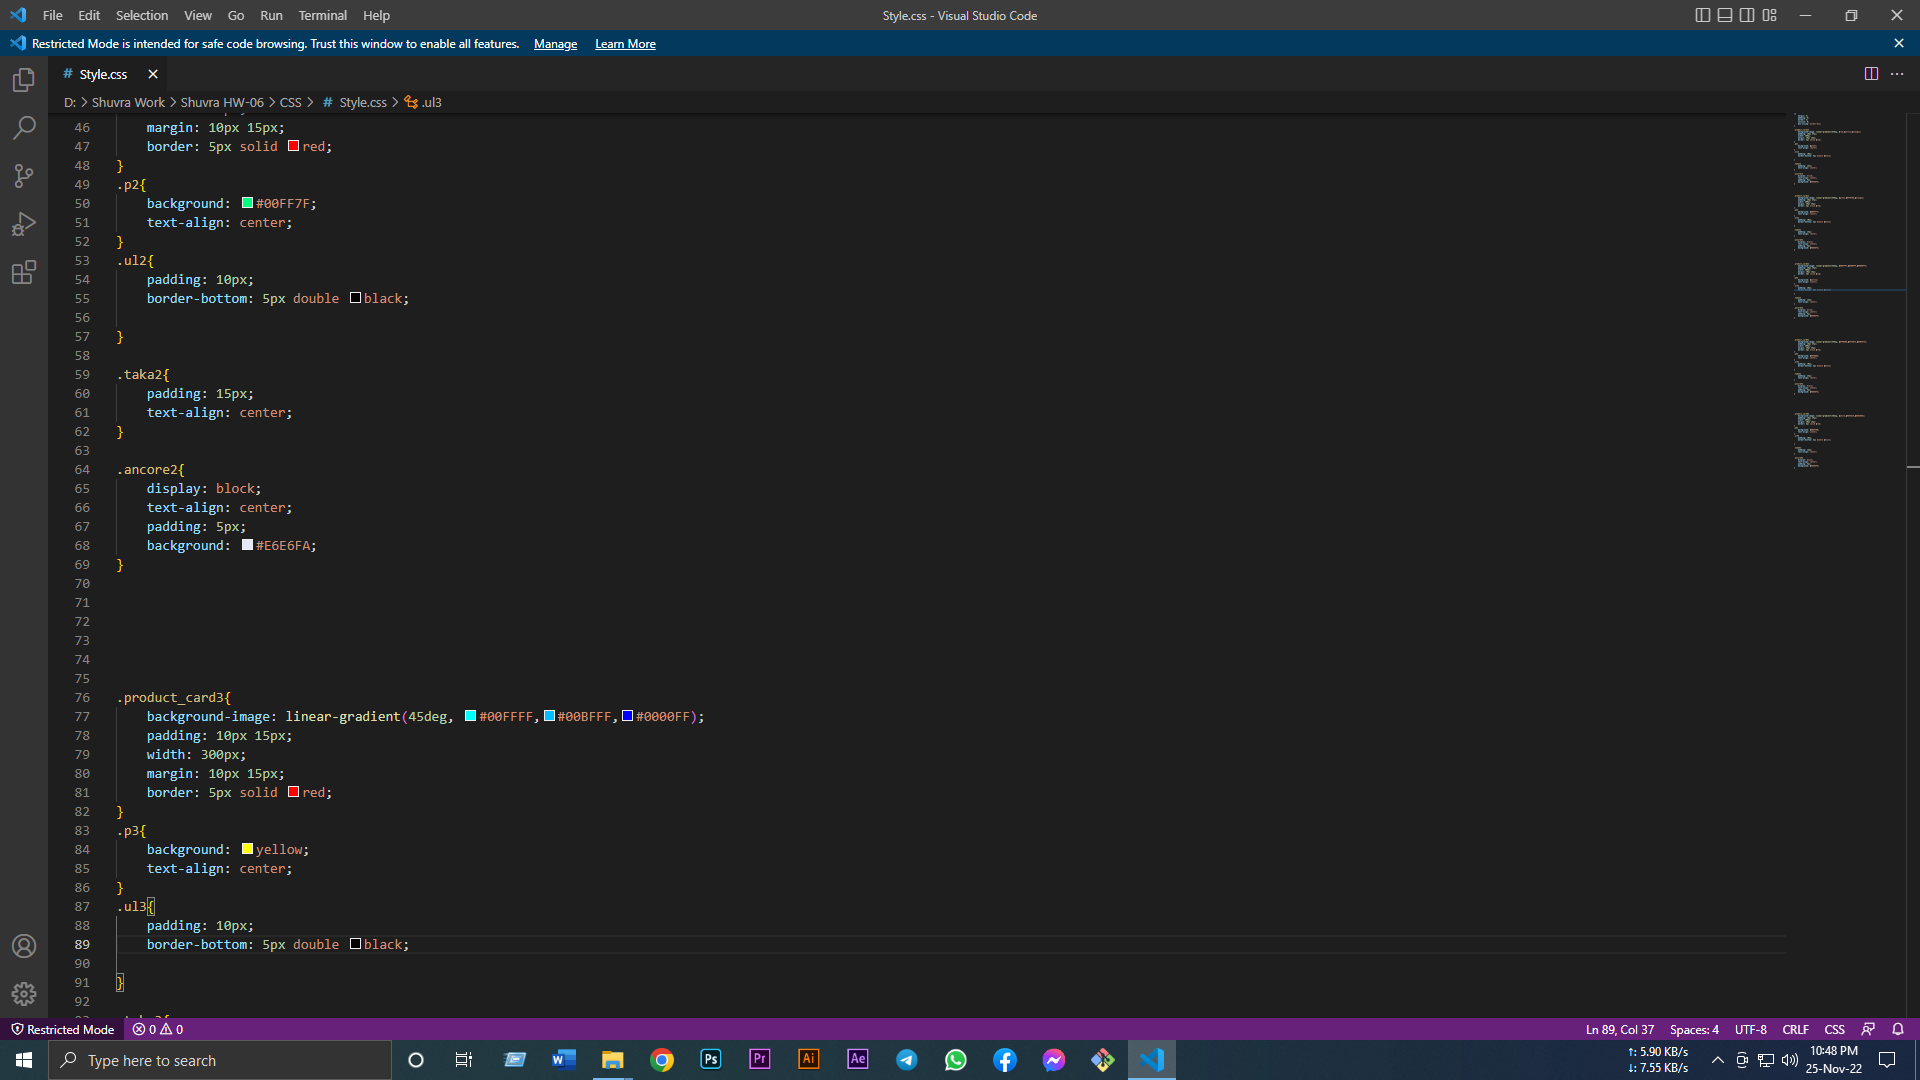 File Edit Selection View Go Run Terminal Help
Style.css - Visual Studio Code
Restricted Mode is intended for safe code browsing. Trust this window to enable all features. Manage Learn More
# Style.css
D: > Shuvra Work > Shuvra HW-06 > CSS > # Style.css > .ul3
46 margin: 10px 15px;
47 border: 5px solid red;
48 }
49 .p2{
50 background: #00FF7F;
51 text-align: center;
52 }
53 .ul2{
54 padding: 10px;
55 border-bottom: 5px double black;
56
57 }
58
59 .taka2{
60 padding: 15px;
61 text-align: center;
62 }
63
64 .ancore2{
65 display: block;
66 text-align: center;
67 padding: 5px;
68 background: #E6E6FA;
69 }
70
71
72
73
74
75
76 .product_card3{
77 background-image: linear-gradient(45deg, #00FFFF, #00BFFF, #0000FF);
78 padding: 10px 15px;
79 width: 300px;
80 margin: 10px 15px;
81 border: 5px solid red;
82 }
83 .p3{
84 background: yellow;
85 text-align: center;
86 }
87 .ul3{
88 padding: 10px;
89 border-bottom: 5px double black;
90
91 }
92
Restricted Mode 0 0
Ln 89, Col 37 Spaces: 4 UTF-8 CRLF CSS
Type here to search
Ps Pr Ai Ae
↑: 5.90 KB/s
↓: 7.55 KB/s
10:48 PM
25-Nov-22